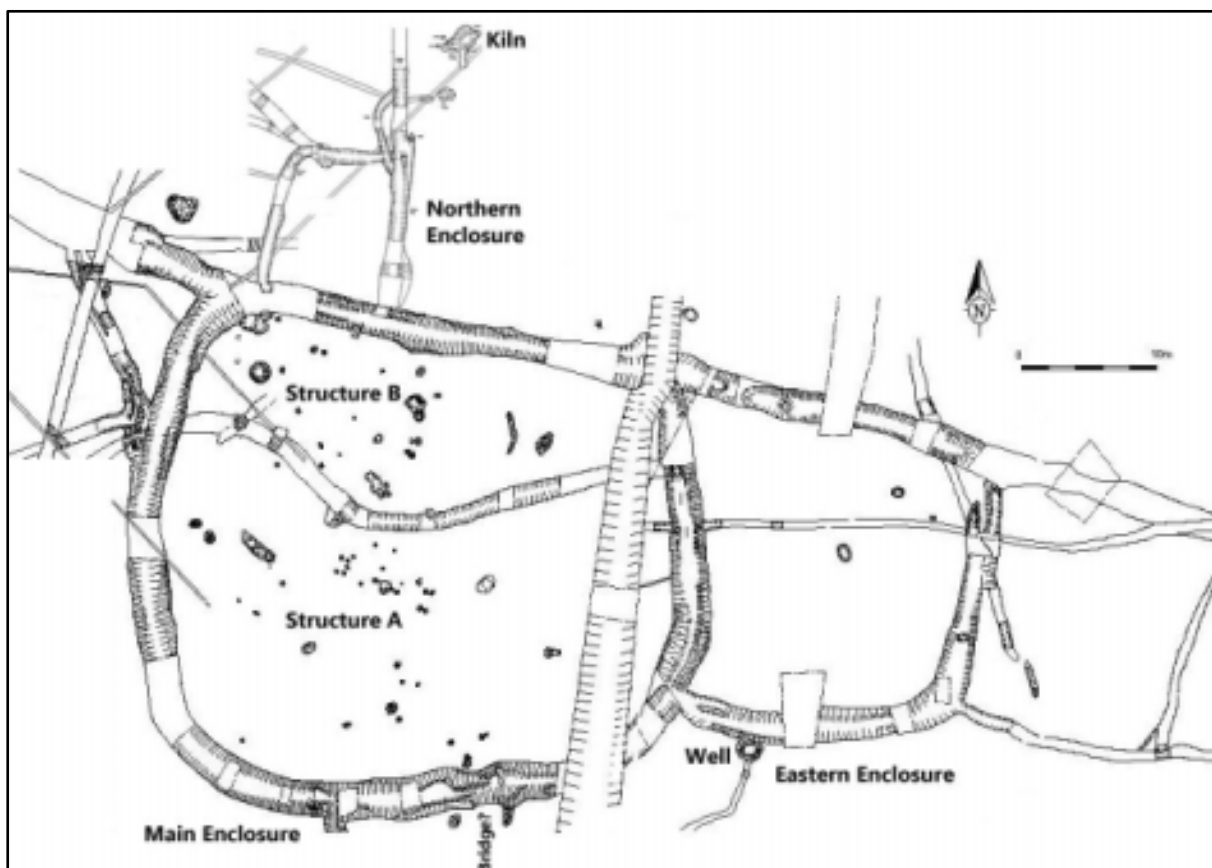 Kiln
Northern
Enclosure
N
0
10m
Structure B
Structure A
Well
Eastern Enclosure
Main Enclosure
Bridge?